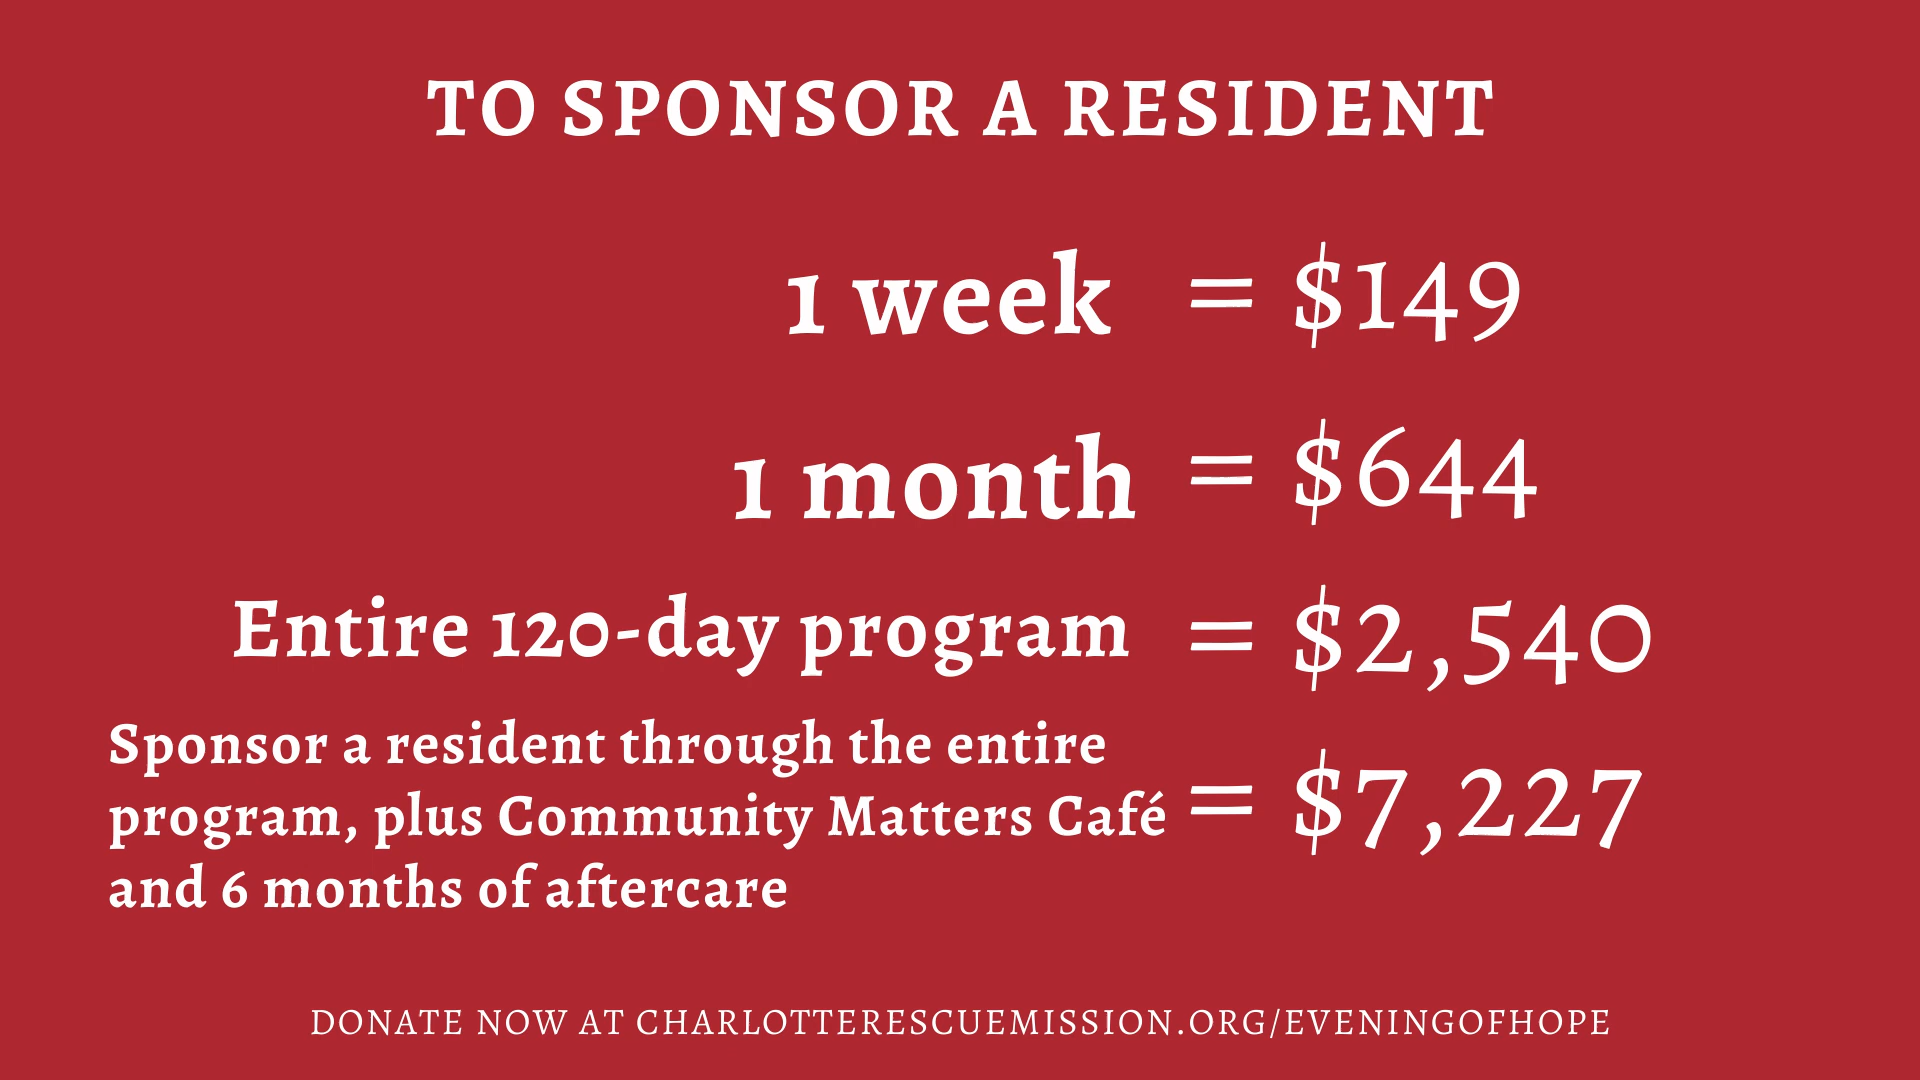 TO SPONSOR A RESIDENT
1 week = $149
1 month = $644
Entire 120-day program = $2,540
Sponsor a resident through the entire
program, plus Community Matters Café = $7,227
and 6 months of aftercare
DONATE NOW AT CHARLOTTERESCUEMISSION.ORG/EVENINGOFHOPE